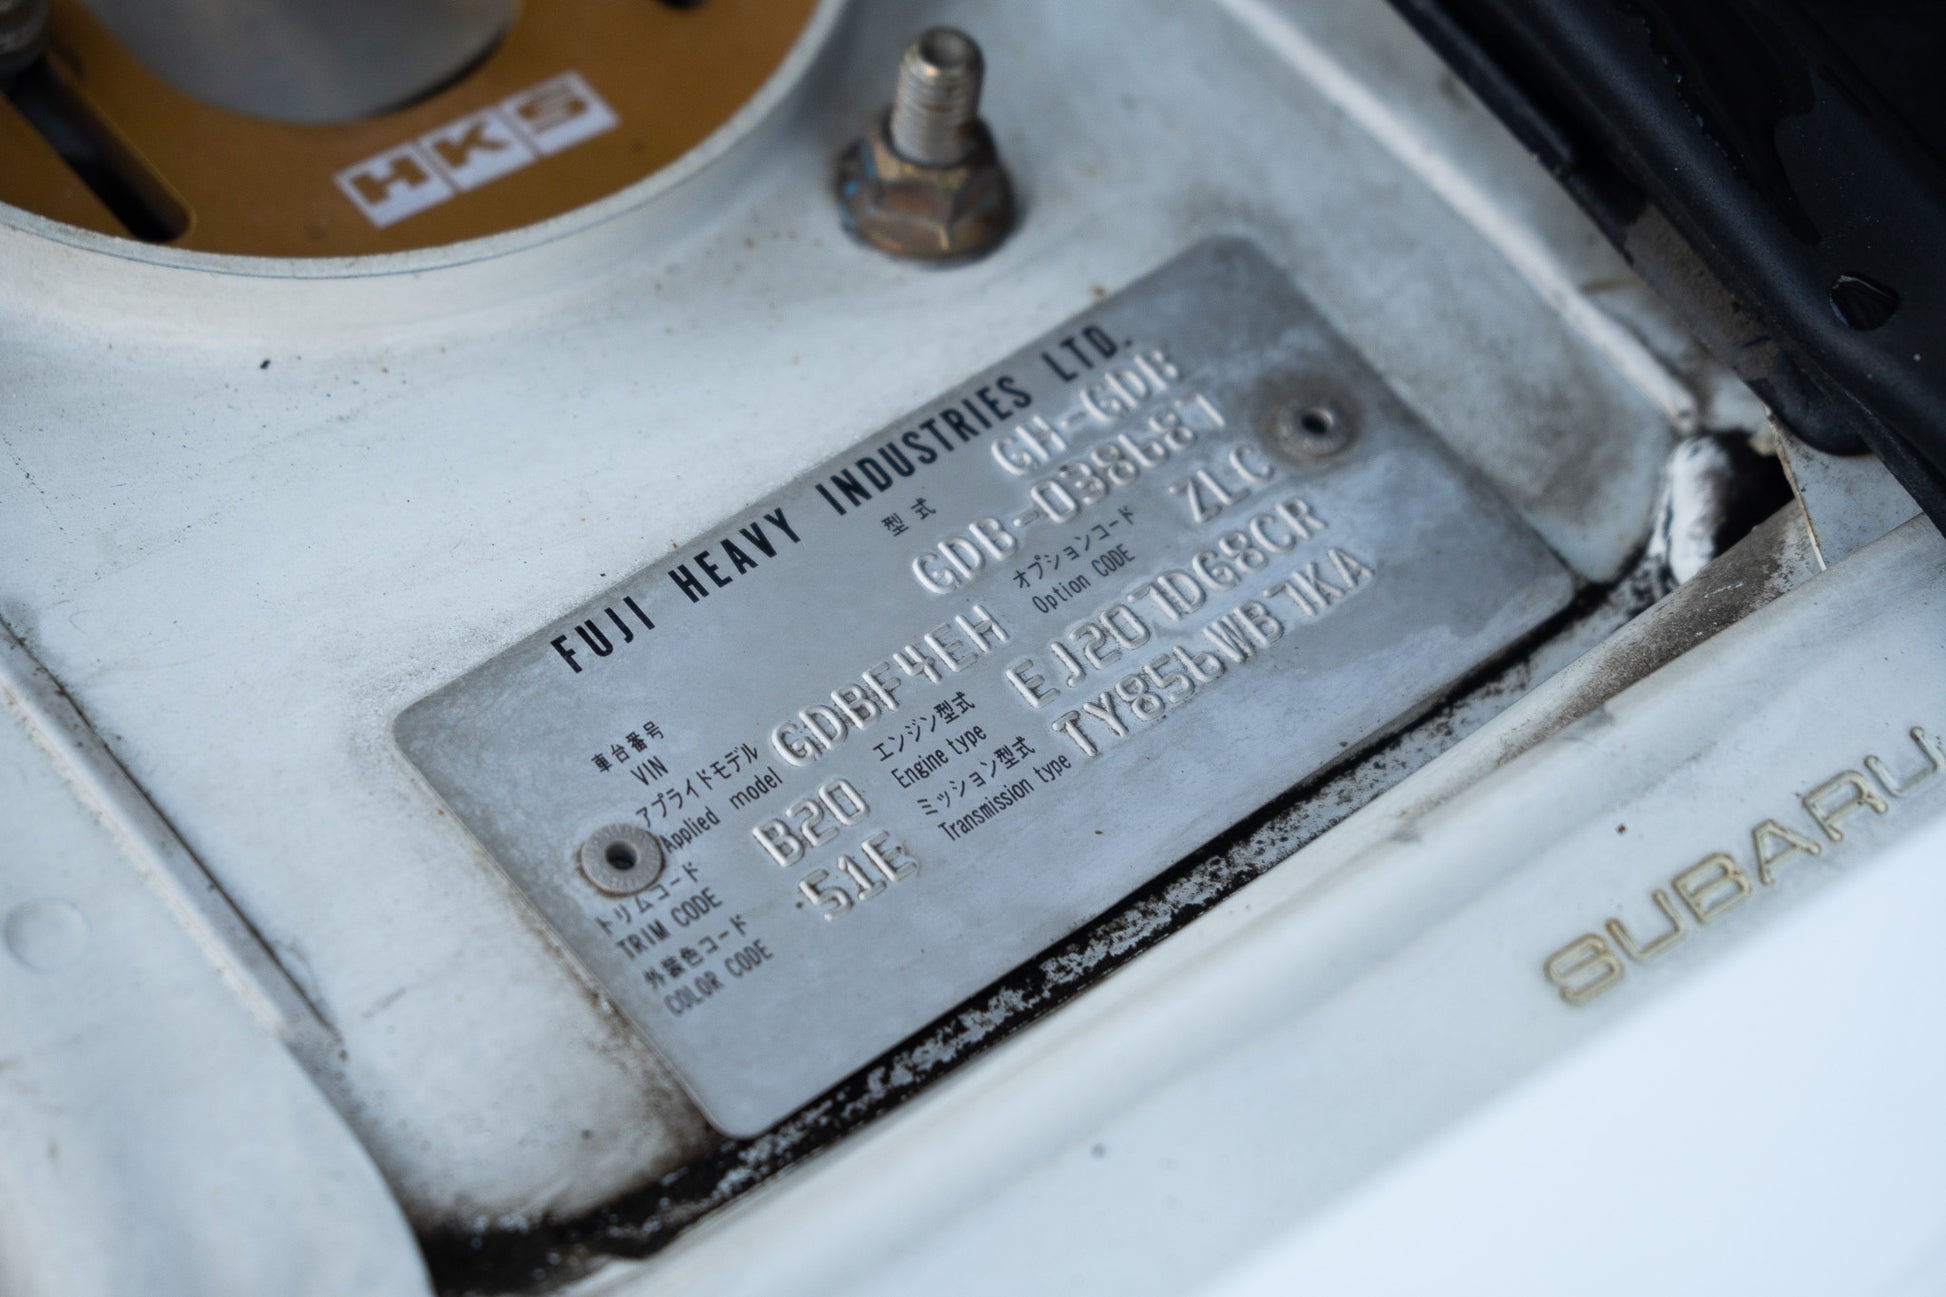 HKS
FUJI HEAVY INDUSTRIES LTD.
型式 GH-GDB
車台番号
VIN GDB-038687
アプライドモデル
Applied model GDBF4EH
オプションコード
Option CODE ZLC
トリムコード
TRIM CODE B20
エンジン型式
Engine type EJ207DG8CR
外装色コード
COLOR CODE 51E
ミッション型式
Transmission type TY856WB7KA
SUBARU